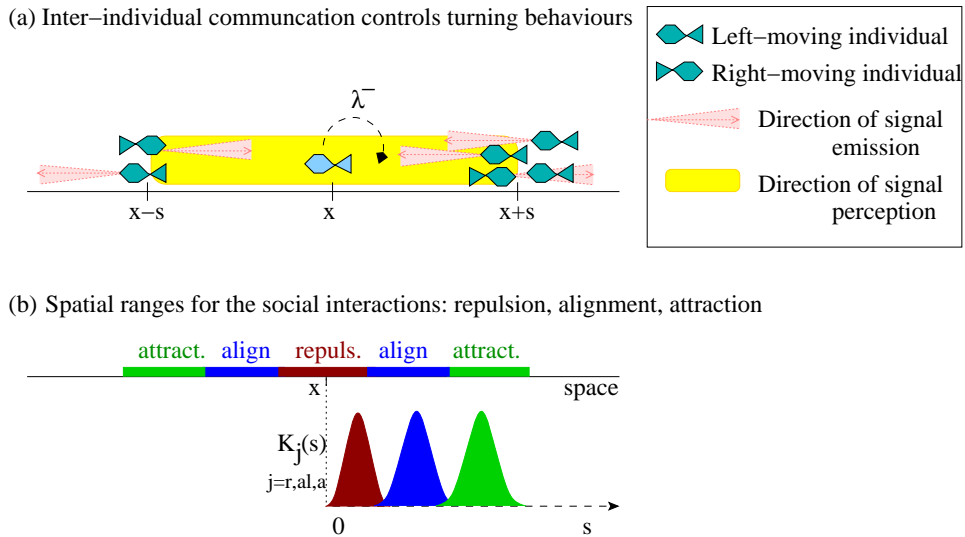 (a) Inter−individual communcation controls turning behaviours
Left−moving individual
Right−moving individual
Direction of signal
emission
Direction of signal
perception
λ−
x−s
x
x+s
(b) Spatial ranges for the social interactions: repulsion, alignment, attraction
attract. align repuls. align attract.
x
space
K_j(s)
j=r,al,a
0
s